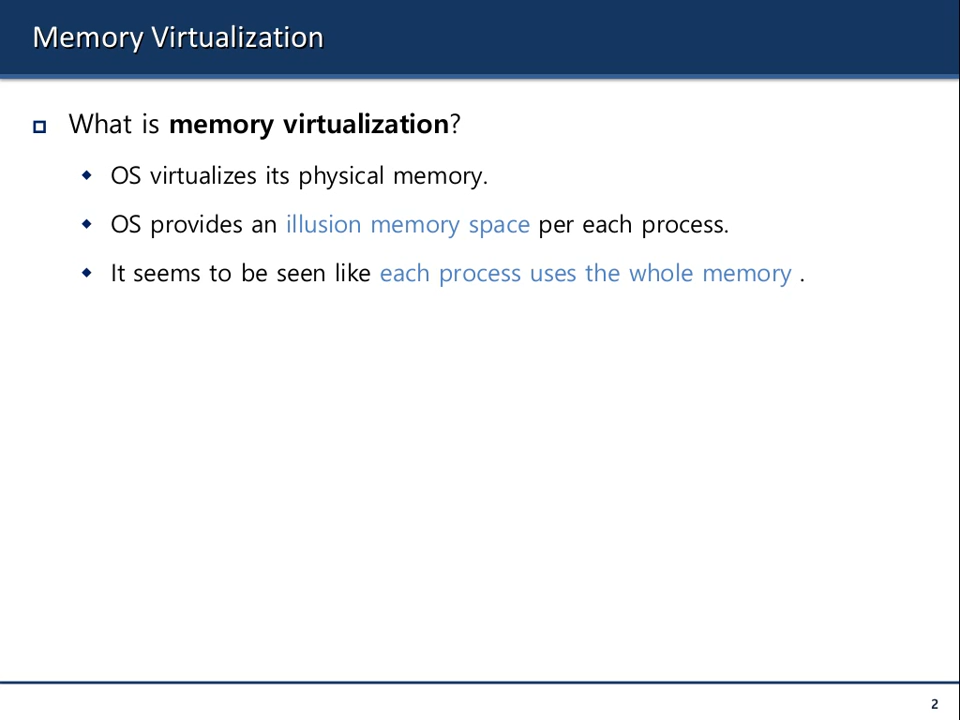 Memory Virtualization
What is memory virtualization?
OS virtualizes its physical memory.
OS provides an illusion memory space per each process.
It seems to be seen like each process uses the whole memory .
2